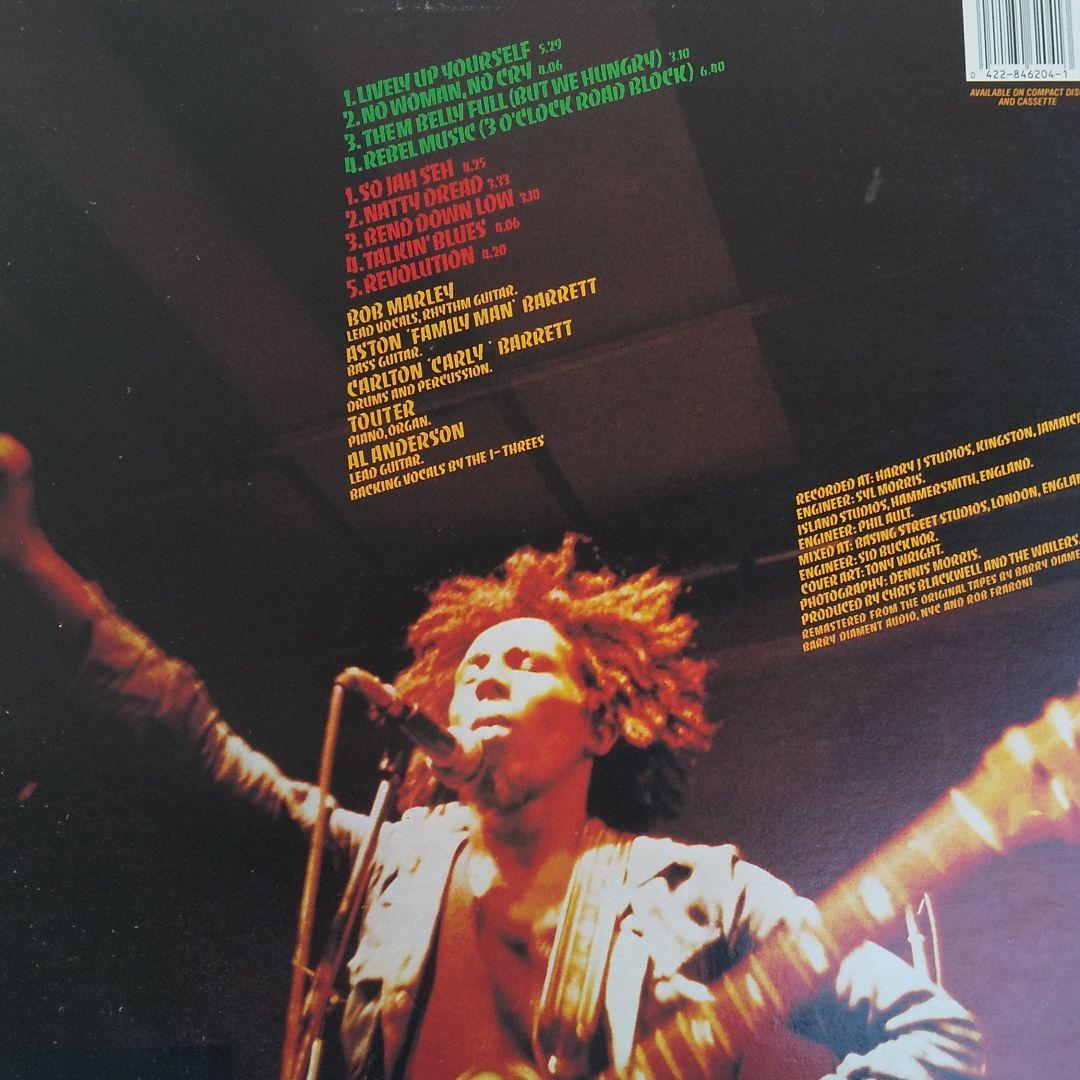 1. LIVELY UP YOURSELF 5.29
2. NO WOMAN, NO CRY 4.06
3. THEM BELLY FULL (BUT WE HUNGRY) 3.10
4. REBEL MUSIC (3 O'CLOCK ROAD BLOCK) 6.40
1. SO JAH SEH 4.25
2. NATTY DREAD 3.33
3. BEND DOWN LOW 3.10
4. TALKIN' BLUES 4.06
5. REVOLUTION 4.20
BOB MARLEY
LEAD VOCALS, RHYTHM GUITAR.
ASTON 'FAMILY MAN' BARRETT
BASS GUITAR.
CARLTON 'CARLY' BARRETT
DRUMS AND PERCUSSION.
TOUTER
PIANO, ORGAN.
AL ANDERSON
LEAD GUITAR.
BACKING VOCALS BY THE I-THREES
0 422-846204-1
AVAILABLE ON COMPACT DIS
AND CASSETTE
RECORDED AT: HARRY J STUDIOS, KINGSTON, JAMAICA
ENGINEER: SYL MORRIS.
ISLAND STUDIOS, HAMMERSMITH, ENGLAND.
ENGINEER: PHIL AULT.
MIXED AT: BASING STREET STUDIOS, LONDON, ENGLAN
ENGINEER: SID BUCKNOR.
COVER ART: TONY WRIGHT.
PHOTOGRAPHY: DENNIS MORRIS.
PRODUCED BY CHRIS BLACKWELL AND THE WAILERS.
REMASTERED FROM THE ORIGINAL TAPES BY BARRY DIAME
BARRY DIAMENT AUDIO, NYC AND ROB FRABONI